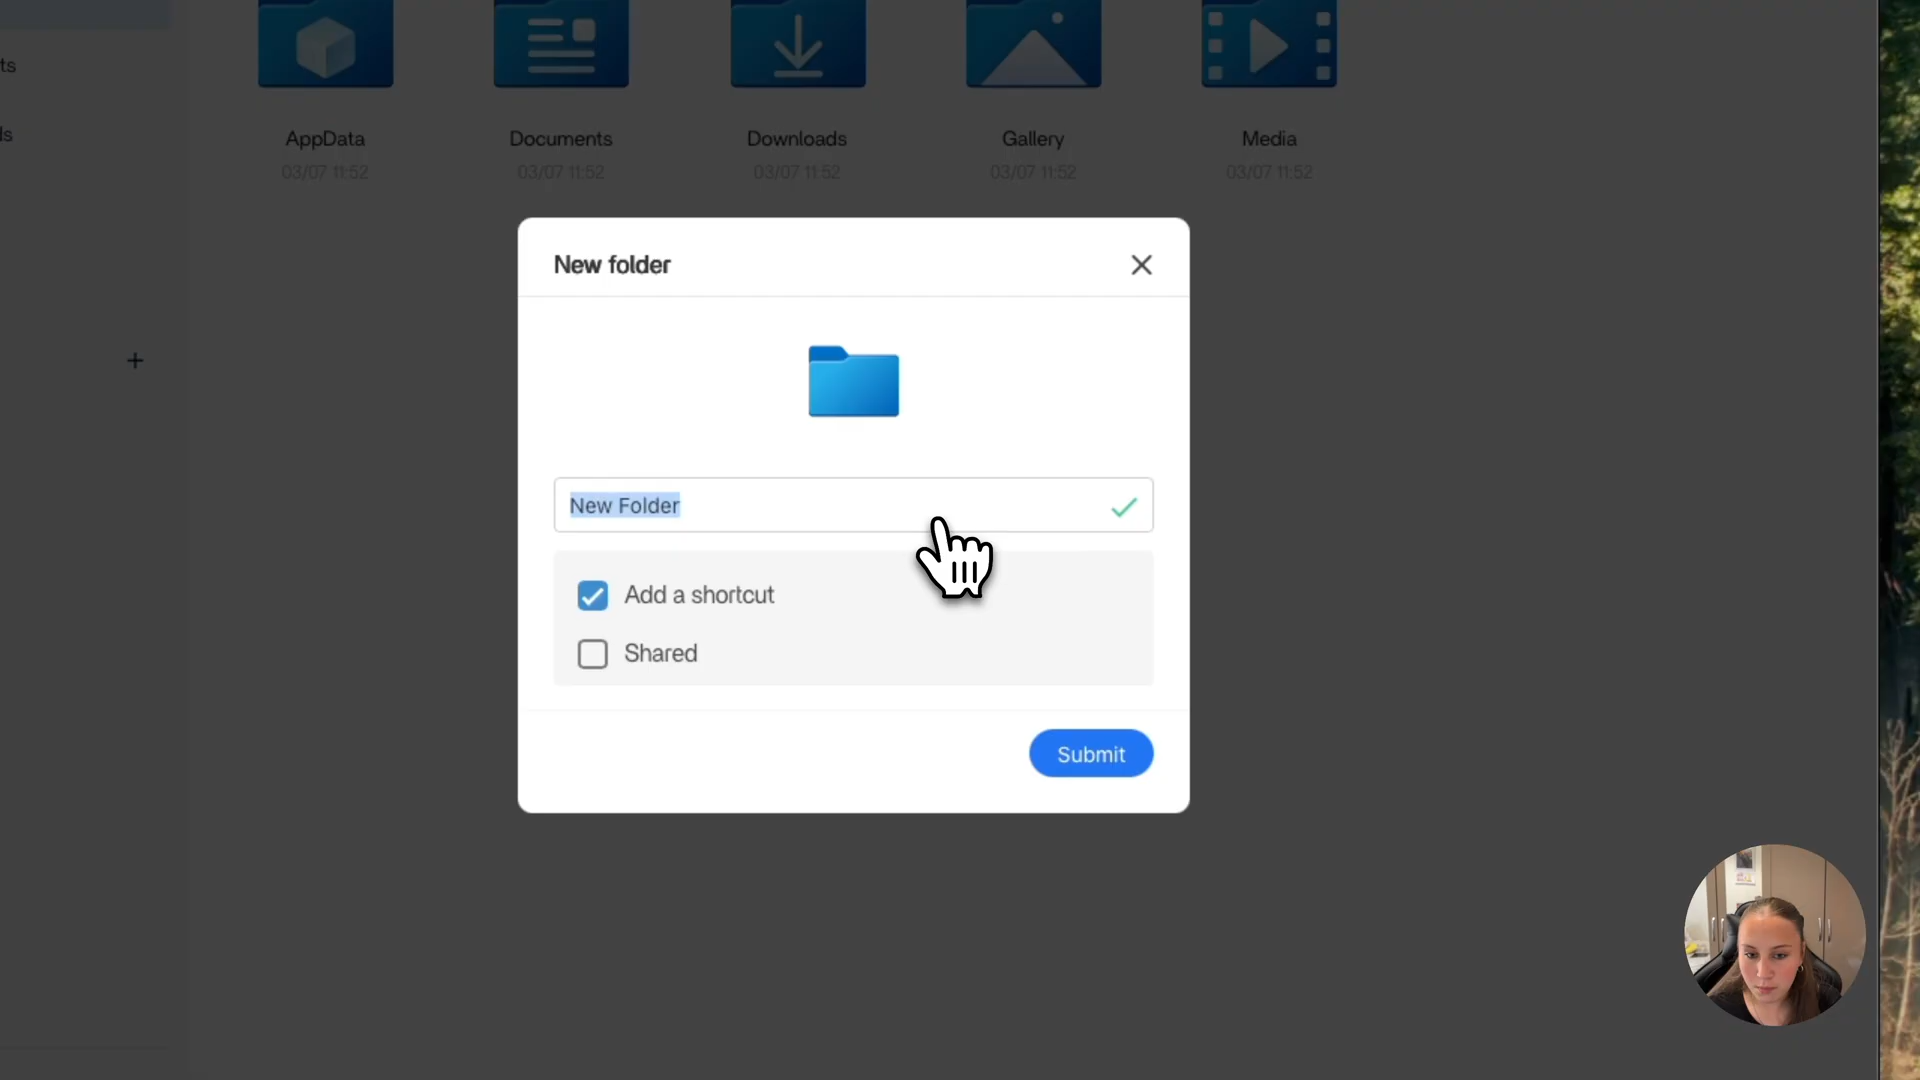 ts
ds
AppData
Documents
Downloads
Gallery
Media
03/07 11:52
03/07 11:52
03/07 11:52
03/07 11:52
03/07 11:52
New folder
New Folder
Add a shortcut
Shared
Submit